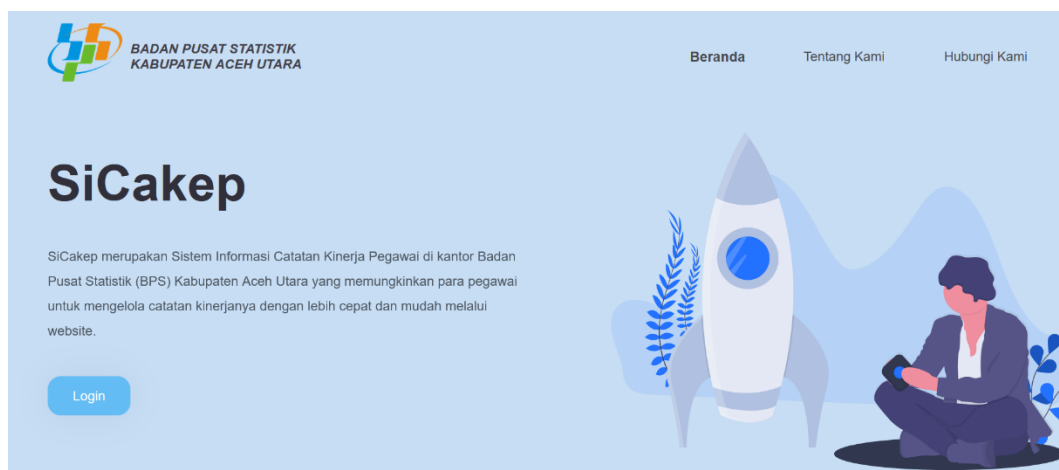 BADAN PUSAT STATISTIK
KABUPATEN ACEH UTARA
Beranda
Tentang Kami
Hubungi Kami
SiCakep
SiCakep merupakan Sistem Informasi Catatan Kinerja Pegawai di kantor Badan
Pusat Statistik (BPS) Kabupaten Aceh Utara yang memungkinkan para pegawai
untuk mengelola catatan kinerjanya dengan lebih cepat dan mudah melalui
website.
Login